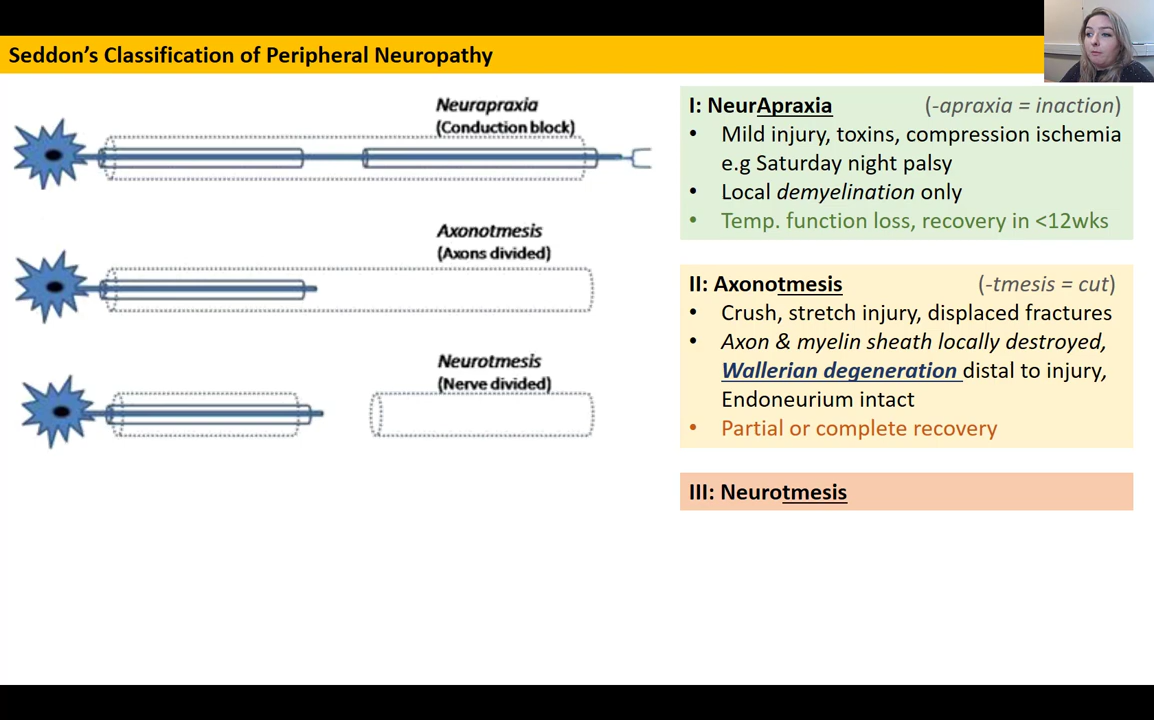 Seddon's Classification of Peripheral Neuropathy
Neurapraxia
(Conduction block)
Axonotmesis
(Axons divided)
Neurotmesis
(Nerve divided)
I: NeurApraxia (-apraxia = inaction)
• Mild injury, toxins, compression ischemia
e.g Saturday night palsy
• Local demyelination only
• Temp. function loss, recovery in <12wks
II: Axonotmesis (-tmesis = cut)
• Crush, stretch injury, displaced fractures
• Axon & myelin sheath locally destroyed,
Wallerian degeneration distal to injury,
Endoneurium intact
• Partial or complete recovery
III: Neurotmesis